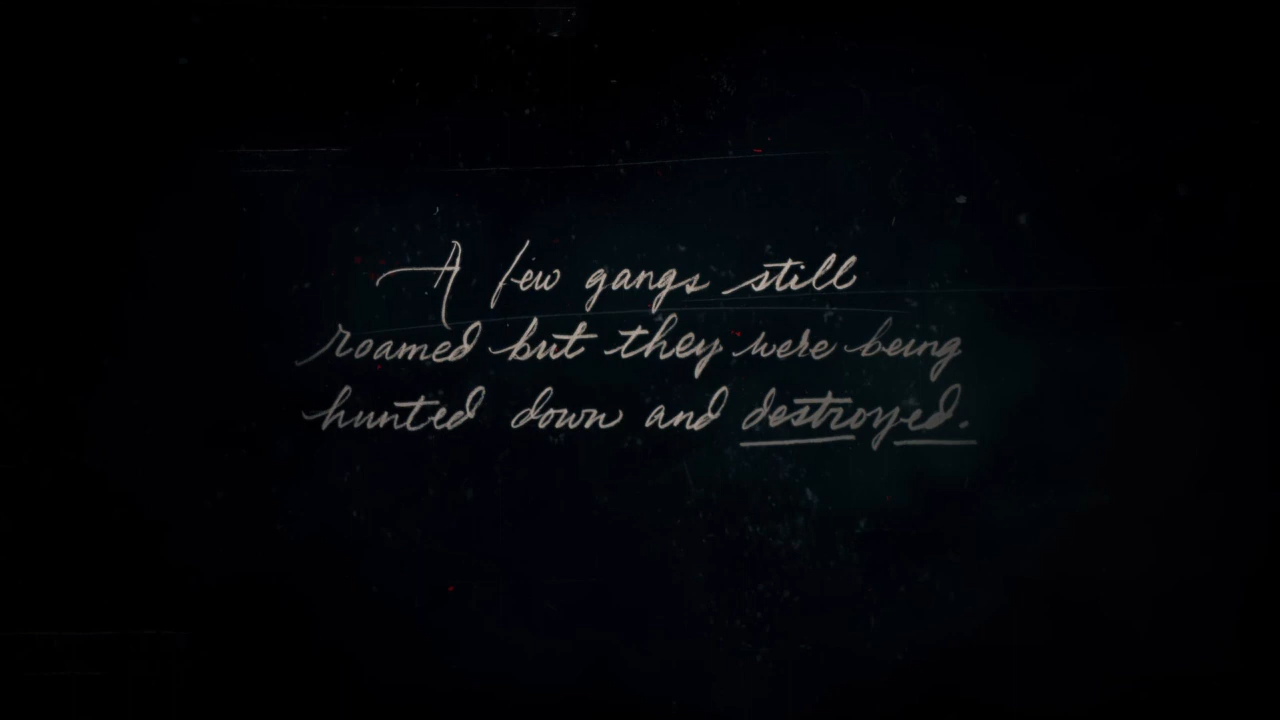 A few gangs still
roamed but they were being
hunted down and destroyed.